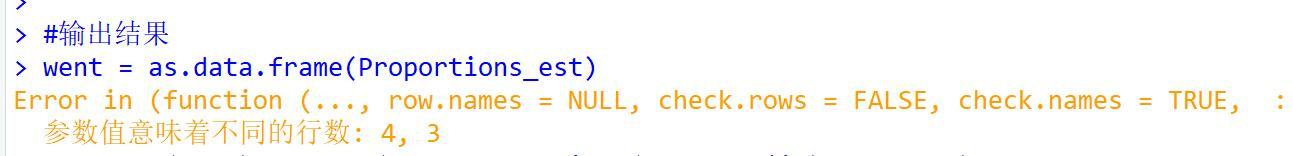 >
> #输出结果
> went = as.data.frame(Proportions_est)
Error in (function (..., row.names = NULL, check.rows = FALSE, check.names = TRUE,  :
  参数值意味着不同的行数: 4, 3